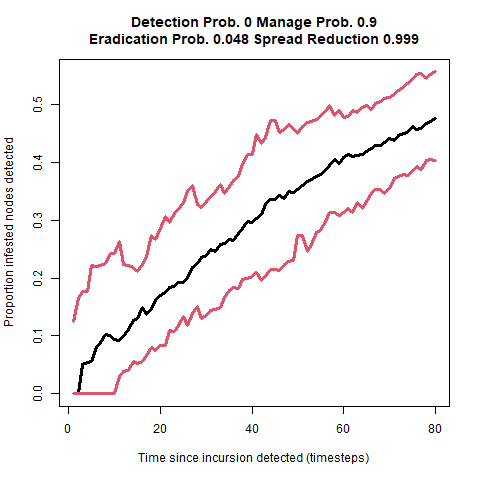 Detection Prob. 0 Manage Prob. 0.9
Eradication Prob. 0.048 Spread Reduction 0.999
Proportion infested nodes detected
0.5
0.4
0.3
0.2
0.1
0.0
0 20 40 60 80
Time since incursion detected (timesteps)